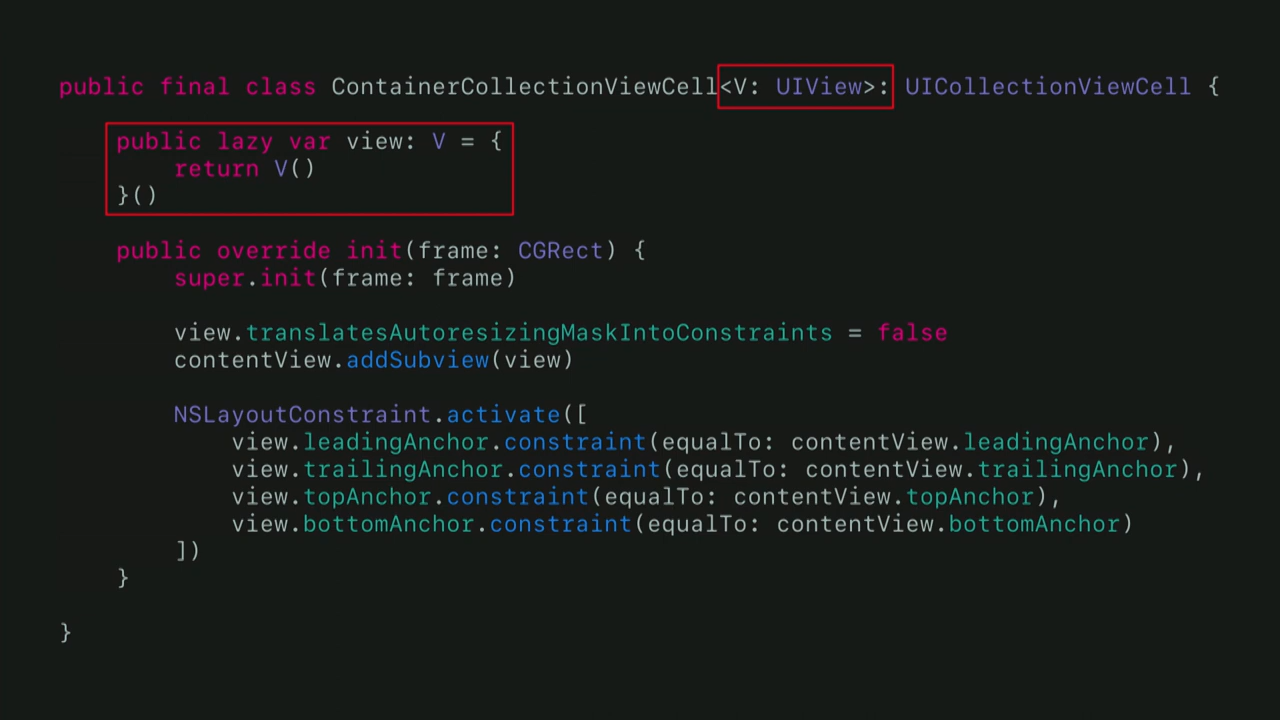 public final class ContainerCollectionViewCell<V: UIView>: UICollectionViewCell {
public lazy var view: V = {
return V()
}()
public override init(frame: CGRect) {
super.init(frame: frame)
view.translatesAutoresizingMaskIntoConstraints = false
contentView.addSubview(view)
NSLayoutConstraint.activate([
view.leadingAnchor.constraint(equalTo: contentView.leadingAnchor),
view.trailingAnchor.constraint(equalTo: contentView.trailingAnchor),
view.topAnchor.constraint(equalTo: contentView.topAnchor),
view.bottomAnchor.constraint(equalTo: contentView.bottomAnchor)
])
}
}